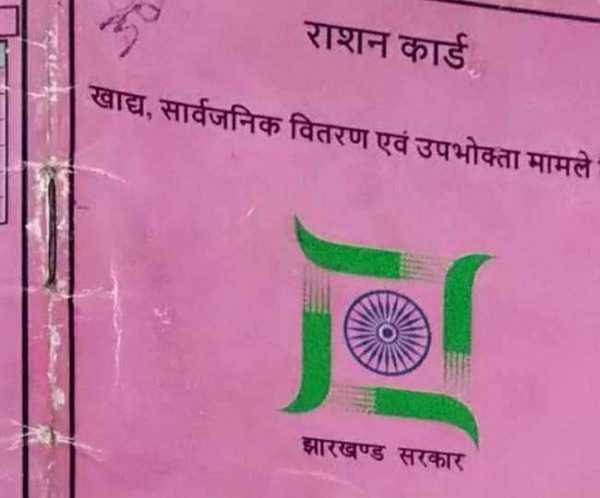 राशन कार्ड
खाद्य, सार्वजनिक वितरण एवं उपभोक्ता मामले
झारखण्ड सरकार